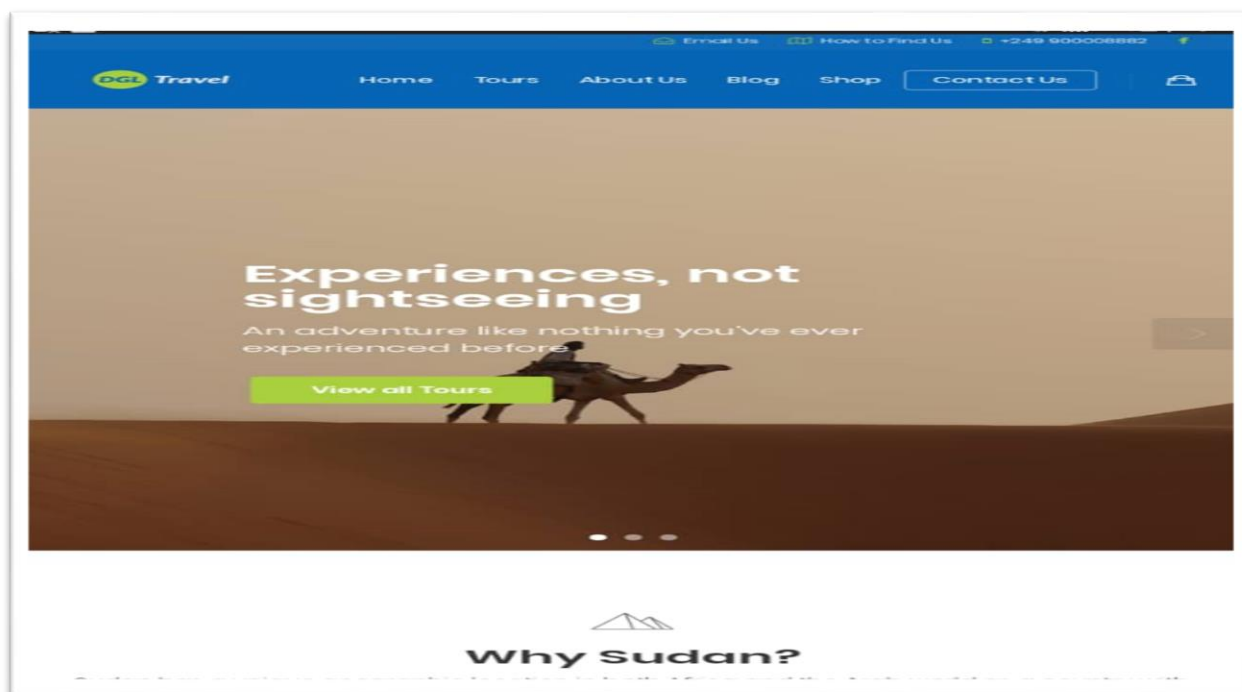 Email Us How to Find Us +249 900008882
DGL Travel Home Tours About Us Blog Shop Contact Us
Experiences, not
sightseeing
An adventure like nothing you've ever
experienced before
View all Tours
Why Sudan?